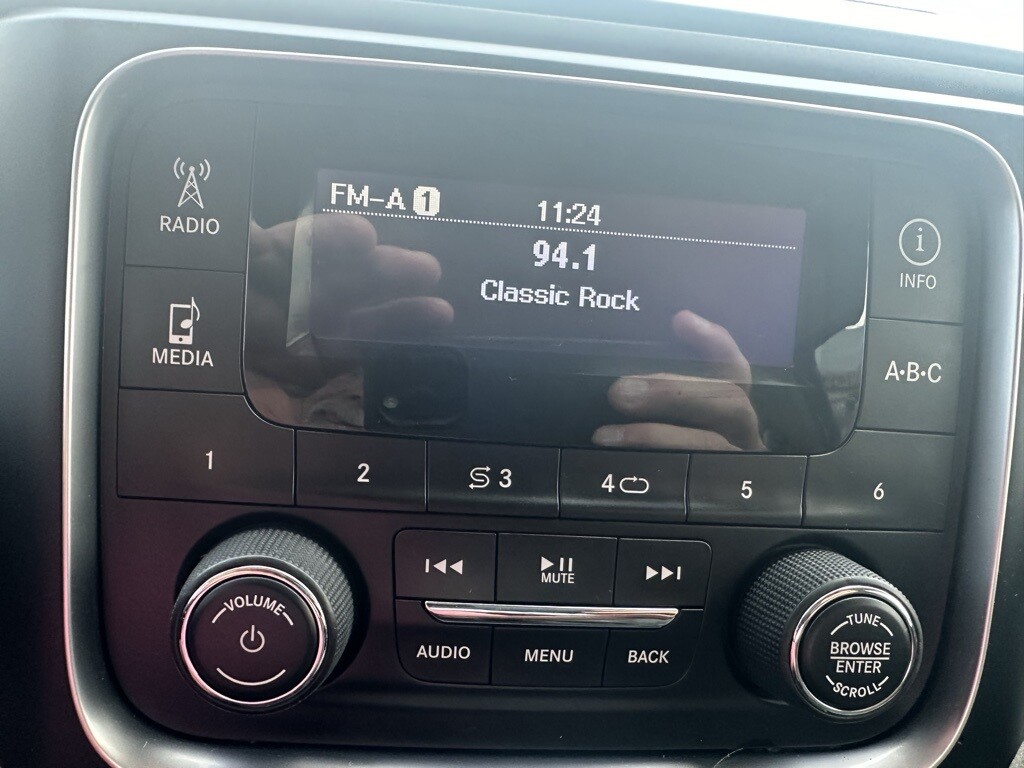 FM-A 1
11:24
94.1
Classic Rock
RADIO
MEDIA
i
INFO
A•B•C
1
2
3
4
5
6
MUTE
VOLUME
AUDIO
MENU
BACK
TUNE
BROWSE
ENTER
SCROLL